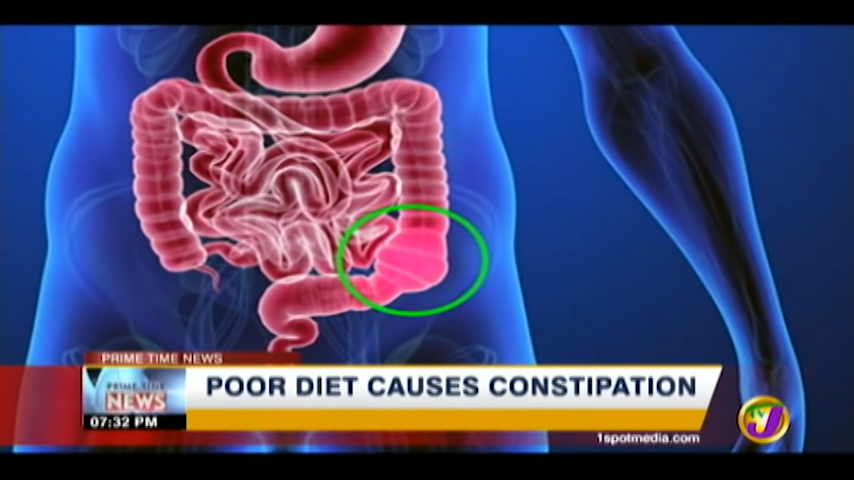 PRIME TIME NEWS
POOR DIET CAUSES CONSTIPATION
PRIME TIME
NEWS
07:32 PM
1spotmedia.com